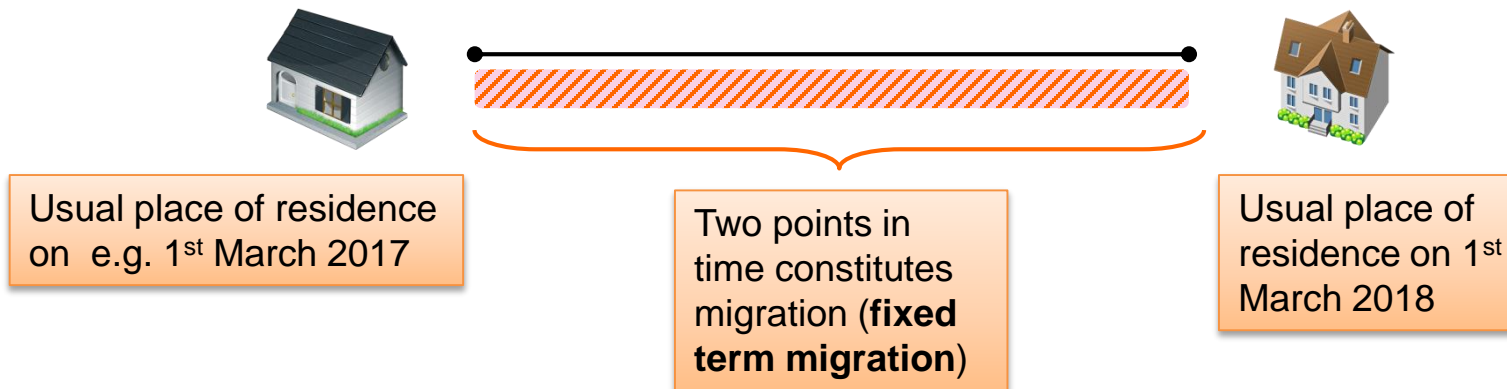 Usual place of residence
on e.g. 1st March 2017
Two points in
time constitutes
migration (fixed
term migration)
Usual place of
residence on 1st
March 2018